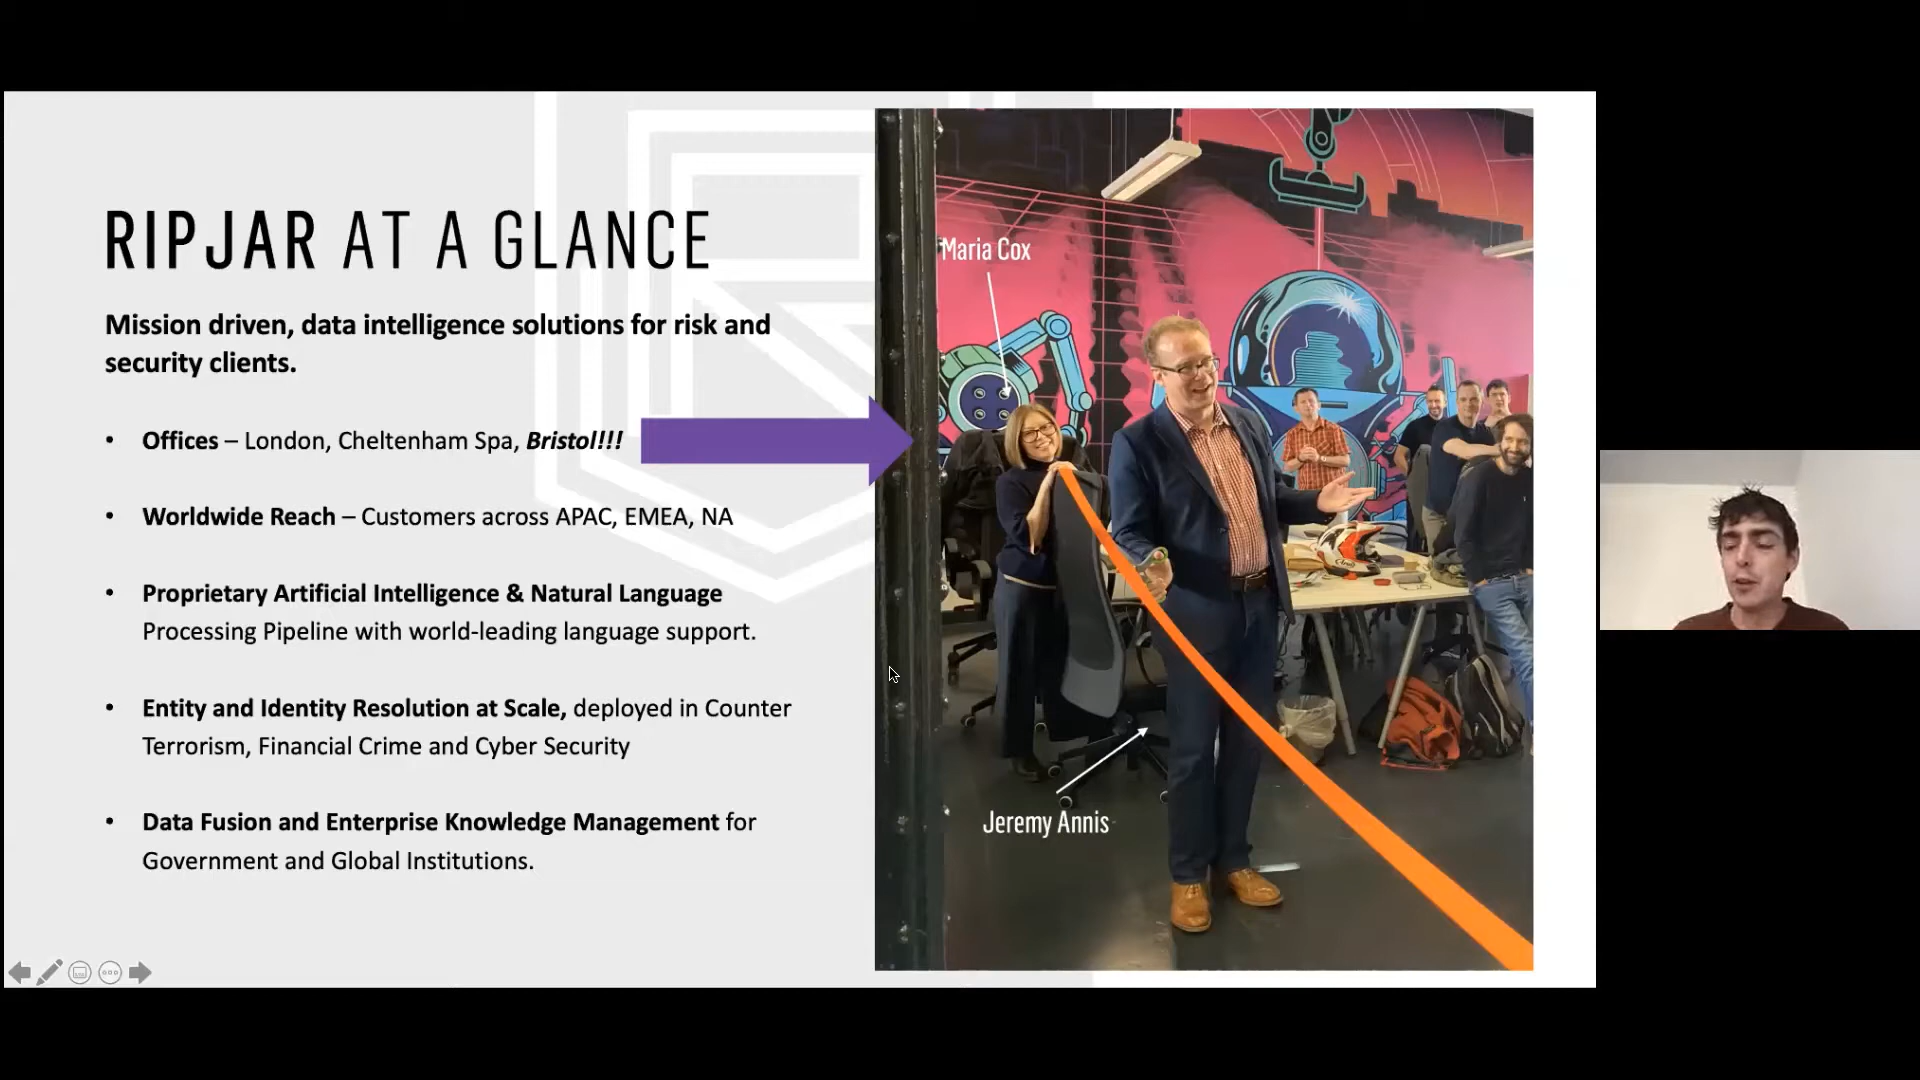 RIPJAR AT A GLANCE
Mission driven, data intelligence solutions for risk and
security clients.
• Offices – London, Cheltenham Spa, Bristol!!!
• Worldwide Reach – Customers across APAC, EMEA, NA
• Proprietary Artificial Intelligence & Natural Language
Processing Pipeline with world-leading language support.
• Entity and Identity Resolution at Scale, deployed in Counter
Terrorism, Financial Crime and Cyber Security
• Data Fusion and Enterprise Knowledge Management for
Government and Global Institutions.
Maria Cox
Jeremy Annis